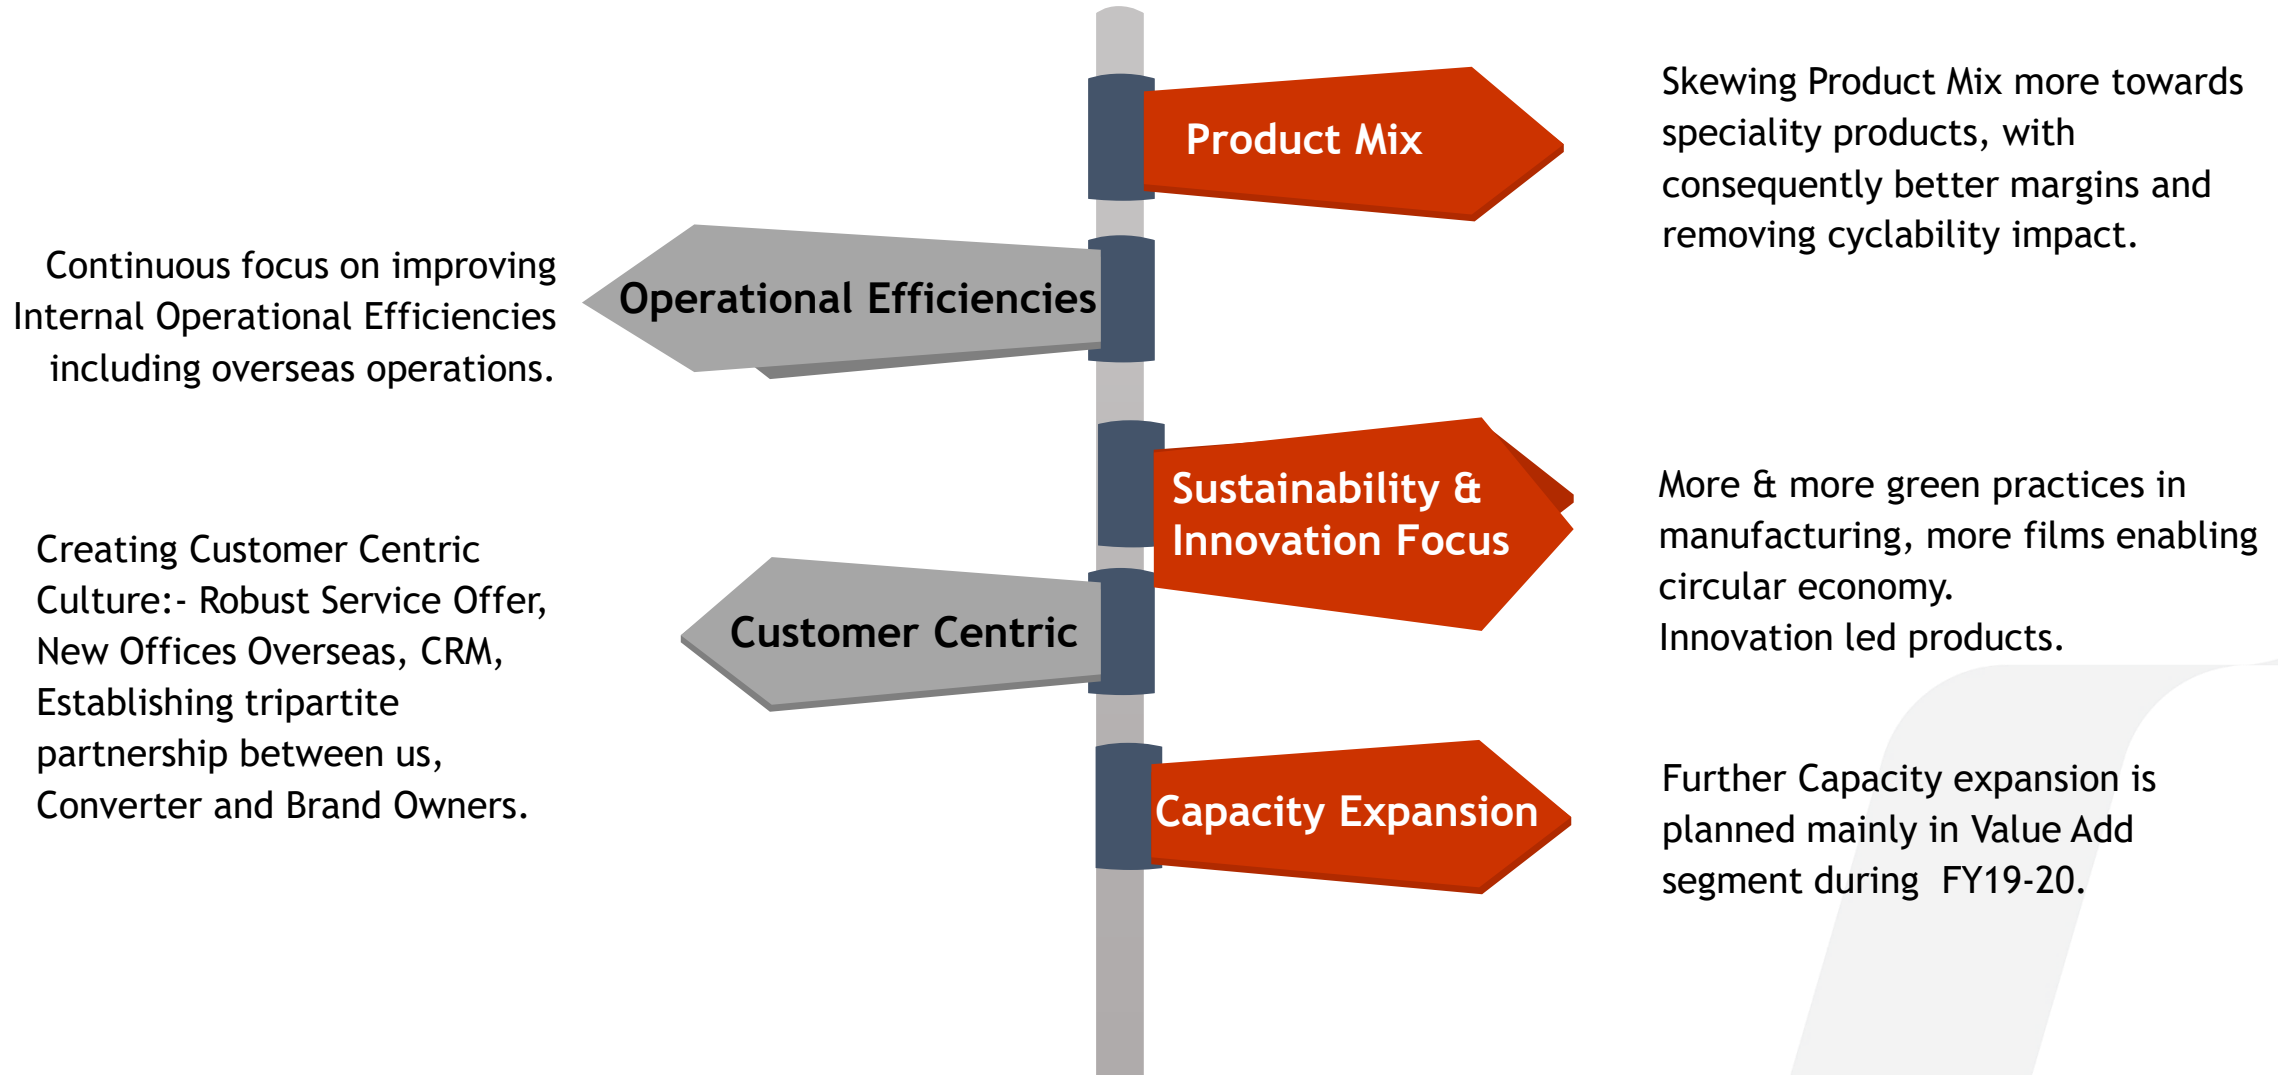 Product Mix
Skewing Product Mix more towards
speciality products, with
consequently better margins and
removing cyclability impact.
Continuous focus on improving
Internal Operational Efficiencies
including overseas operations.
Operational Efficiencies
Sustainability &
Innovation Focus
More & more green practices in
manufacturing, more films enabling
circular economy.
Innovation led products.
Creating Customer Centric
Culture:- Robust Service Offer,
New Offices Overseas, CRM,
Establishing tripartite
partnership between us,
Converter and Brand Owners.
Customer Centric
Capacity Expansion
Further Capacity expansion is
planned mainly in Value Add
segment during  FY19-20.